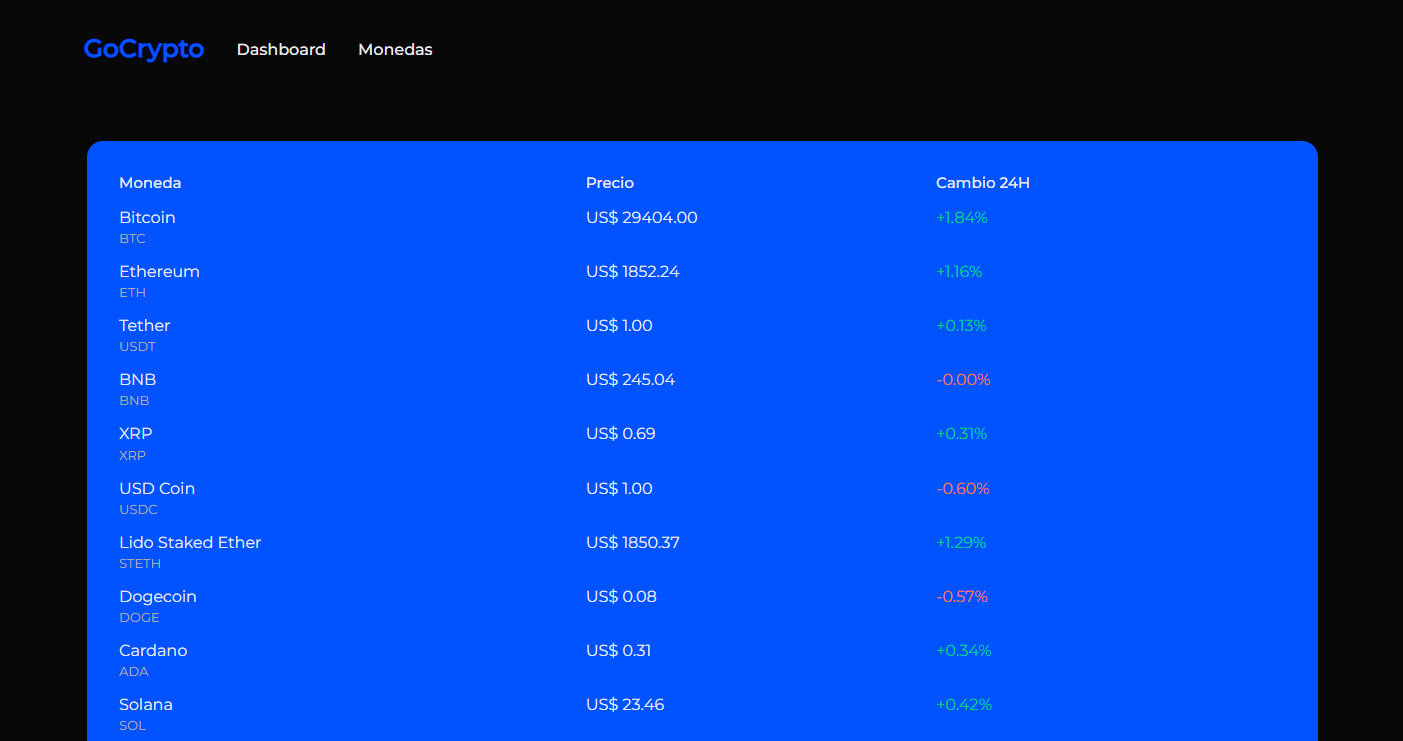 GoCrypto Dashboard Monedas
Moneda Precio Cambio 24H
Bitcoin US$ 29404.00 +1.84%
BTC
Ethereum US$ 1852.24 +1.16%
ETH
Tether US$ 1.00 +0.13%
USDT
BNB US$ 245.04 -0.00%
BNB
XRP US$ 0.69 +0.31%
XRP
USD Coin US$ 1.00 -0.60%
USDC
Lido Staked Ether US$ 1850.37 +1.29%
STETH
Dogecoin US$ 0.08 -0.57%
DOGE
Cardano US$ 0.31 +0.34%
ADA
Solana US$ 23.46 +0.42%
SOL